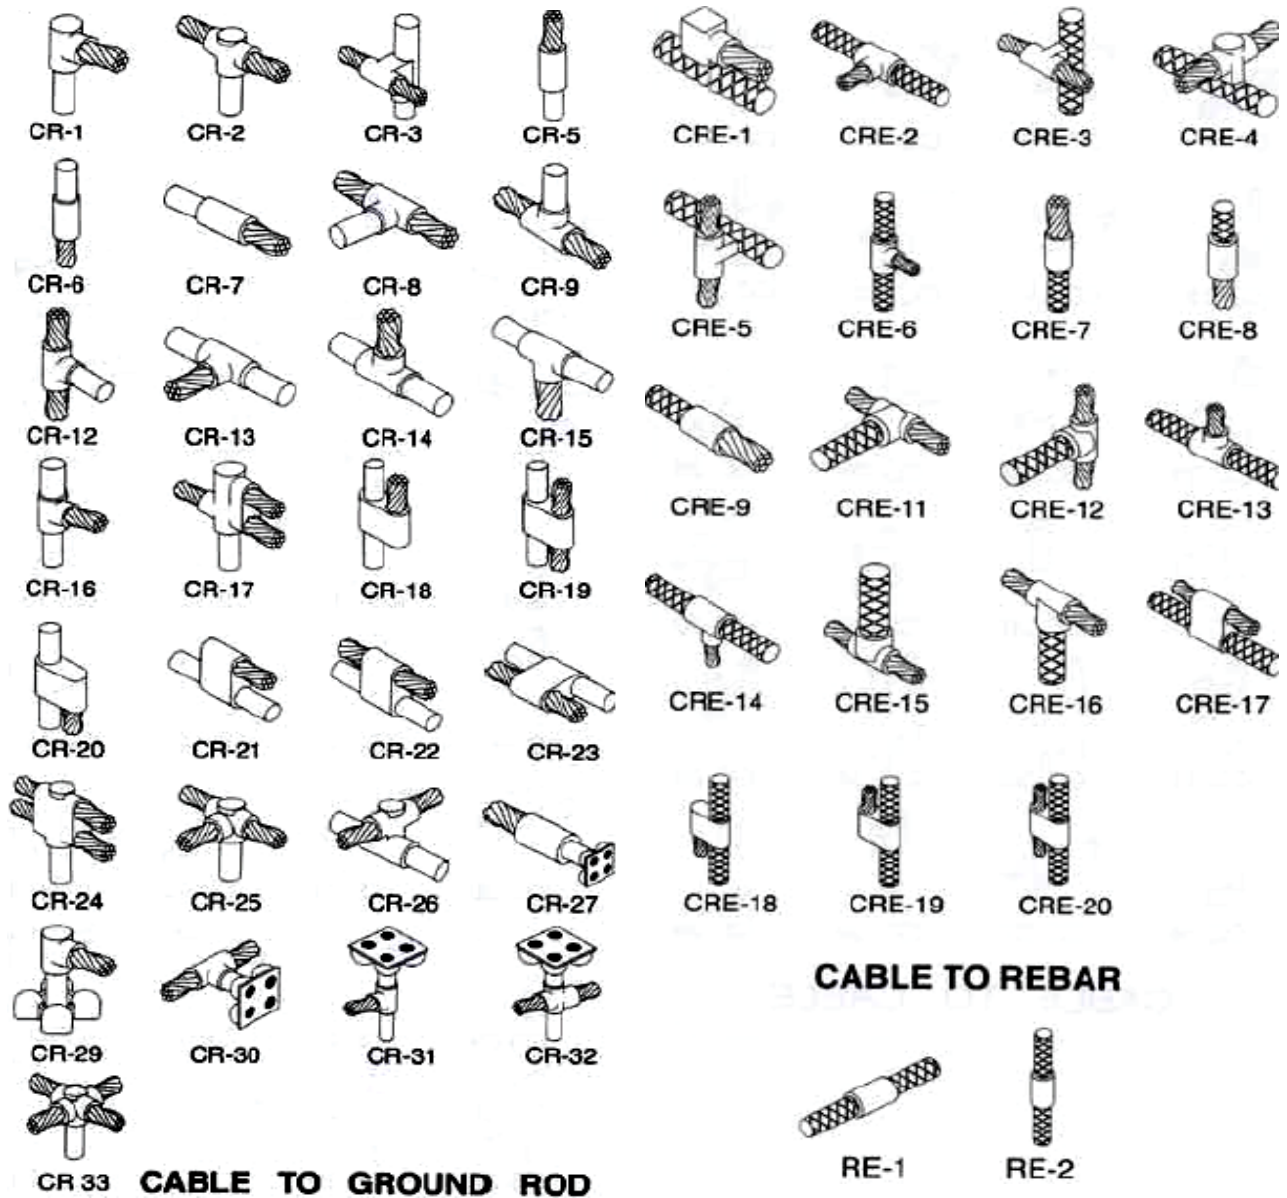 CR-1 CR-2 CR-3 CR-5
CR-6 CR-7 CR-8 CR-9
CR-12 CR-13 CR-14 CR-15
CR-16 CR-17 CR-18 CR-19
CR-20 CR-21 CR-22 CR-23
CR-24 CR-25 CR-26 CR-27
CR-29 CR-30 CR-31 CR-32
CR 33 CABLE TO GROUND ROD
CRE-1 CRE-2 CRE-3 CRE-4
CRE-5 CRE-6 CRE-7 CRE-8
CRE-9 CRE-11 CRE-12 CRE-13
CRE-14 CRE-15 CRE-16 CRE-17
CRE-18 CRE-19 CRE-20
CABLE TO REBAR
RE-1 RE-2